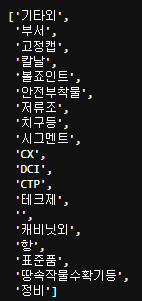 ['기타외',
'부서',
'고정캡',
'칼날',
'볼죠인트',
'안전부착물',
'저류조',
'치구등',
'시그멘트',
'CX',
'DCI',
'CTP',
'테크제',
'',
'캐비닛외',
'항',
'표준품',
'땅속작물수확기등',
'정비']